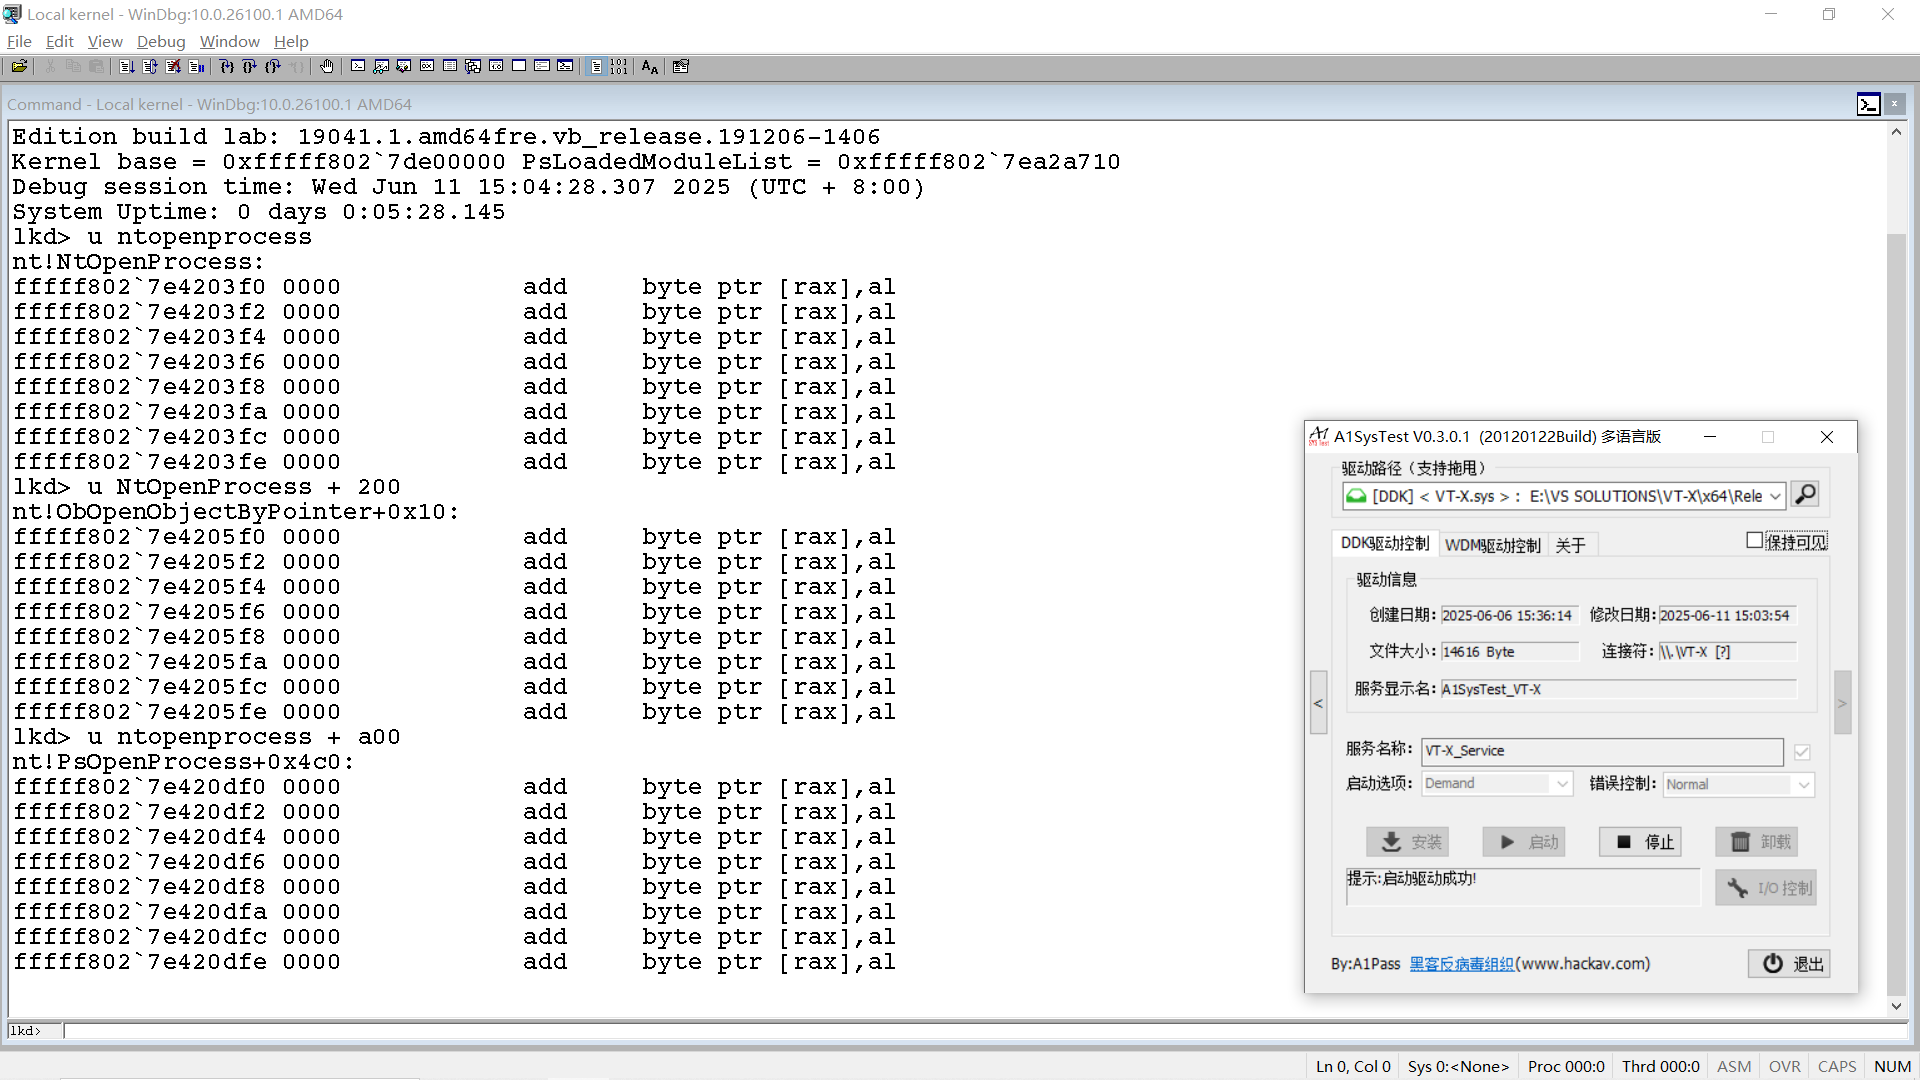 Local kernel - WinDbg:10.0.26100.1 AMD64
File Edit View Debug Window Help
Command - Local kernel - WinDbg:10.0.26100.1 AMD64
Edition build lab: 19041.1.amd64fre.vb_release.191206-1406
Kernel base = 0xfffff802`7de00000 PsLoadedModuleList = 0xfffff802`7ea2a710
Debug session time: Wed Jun 11 15:04:28.307 2025 (UTC + 8:00)
System Uptime: 0 days 0:05:28.145
lkd> u ntopenprocess
nt!NtOpenProcess:
fffff802`7e4203f0 0000 add byte ptr [rax],al
fffff802`7e4203f2 0000 add byte ptr [rax],al
fffff802`7e4203f4 0000 add byte ptr [rax],al
fffff802`7e4203f6 0000 add byte ptr [rax],al
fffff802`7e4203f8 0000 add byte ptr [rax],al
fffff802`7e4203fa 0000 add byte ptr [rax],al
fffff802`7e4203fc 0000 add byte ptr [rax],al
fffff802`7e4203fe 0000 add byte ptr [rax],al
lkd> u NtOpenProcess + 200
nt!ObOpenObjectByPointer+0x10:
fffff802`7e4205f0 0000 add byte ptr [rax],al
fffff802`7e4205f2 0000 add byte ptr [rax],al
fffff802`7e4205f4 0000 add byte ptr [rax],al
fffff802`7e4205f6 0000 add byte ptr [rax],al
fffff802`7e4205f8 0000 add byte ptr [rax],al
fffff802`7e4205fa 0000 add byte ptr [rax],al
fffff802`7e4205fc 0000 add byte ptr [rax],al
fffff802`7e4205fe 0000 add byte ptr [rax],al
lkd> u ntopenprocess + a00
nt!PsOpenProcess+0x4c0:
fffff802`7e420df0 0000 add byte ptr [rax],al
fffff802`7e420df2 0000 add byte ptr [rax],al
fffff802`7e420df4 0000 add byte ptr [rax],al
fffff802`7e420df6 0000 add byte ptr [rax],al
fffff802`7e420df8 0000 add byte ptr [rax],al
fffff802`7e420dfa 0000 add byte ptr [rax],al
fffff802`7e420dfc 0000 add byte ptr [rax],al
fffff802`7e420dfe 0000 add byte ptr [rax],al
lkd>
A1SysTest V0.3.0.1 (20120122Build) 多语言版
驱动路径（支持拖甩）
[DDK] < VT-X.sys > : E:\VS SOLUTIONS\VT-X\x64\Rele
DDK驱动控制 WDM驱动控制 关于 保持可见
驱动信息
创建日期: 2025-06-06 15:36:14 修改日期: 2025-06-11 15:03:54
文件大小: 14616 Byte 连接符: \\.\VT-X [?]
服务显示名: A1SysTest_VT-X
< >
服务名称: VT-X_Service
启动选项: Demand 错误控制: Normal
安装 启动 停止 卸载
提示:启动驱动成功!
I/O 控制
By:A1Pass 黑客反病毒组织(www.hackav.com) 退出
Ln 0, Col 0 Sys 0:<None> Proc 000:0 Thrd 000:0 ASM OVR CAPS NUM